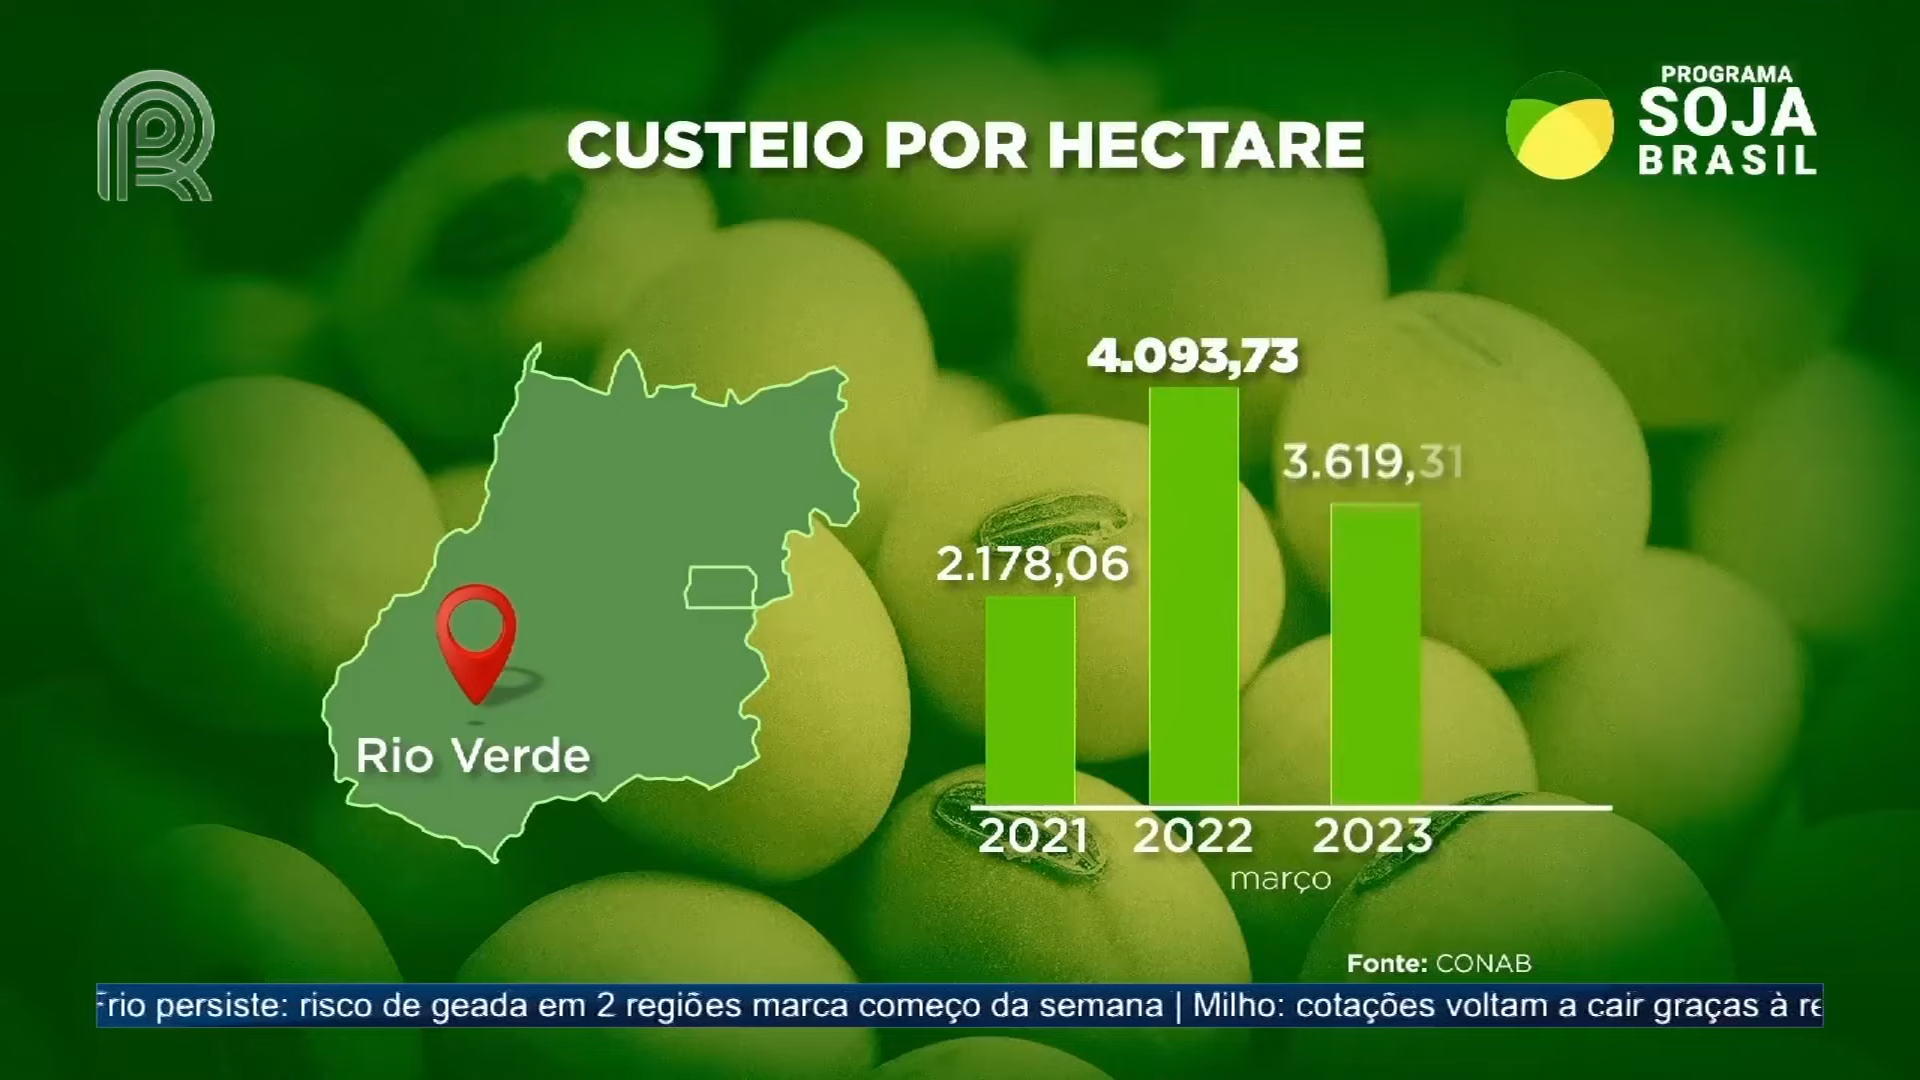 PROGRAMA
SOJA
BRASIL
CUSTEIO POR HECTARE
4.093,73
3.619,31
2.178,06
Rio Verde
2021 2022 2023
março
Fonte: CONAB
Frio persiste: risco de geada em 2 regiões marca começo da semana | Milho: cotações voltam a cair graças à